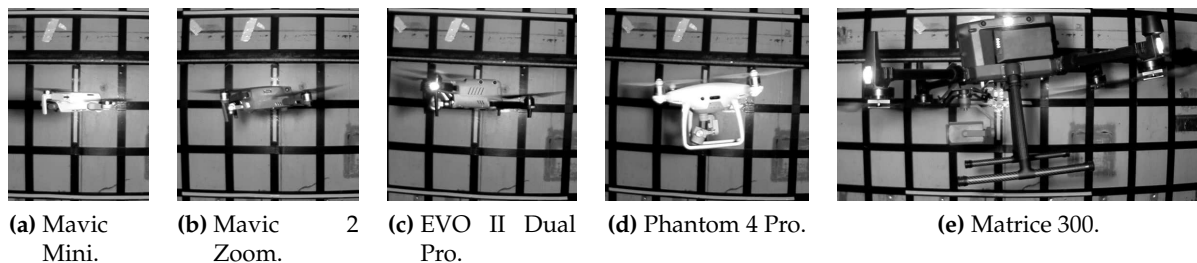 (a) Mavic Mini.
(b) Mavic 2 Zoom.
(c) EVO II Dual Pro.
(d) Phantom 4 Pro.
(e) Matrice 300.